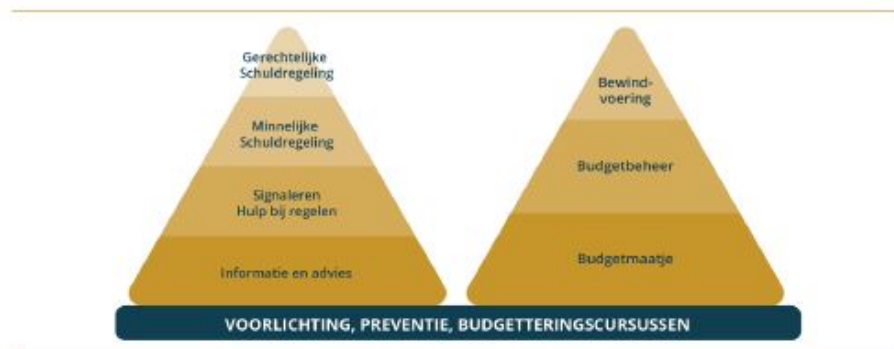 Gerechtelijke
Schuldregeling
Minnelijke
Schuldregeling
Signaleren
Hulp bij regelen
Informatie en advies
Bewind-
voering
Budgetbeheer
Budgetmaatje
VOORLICHTING, PREVENTIE, BUDGETTERINGSCURSUSSEN